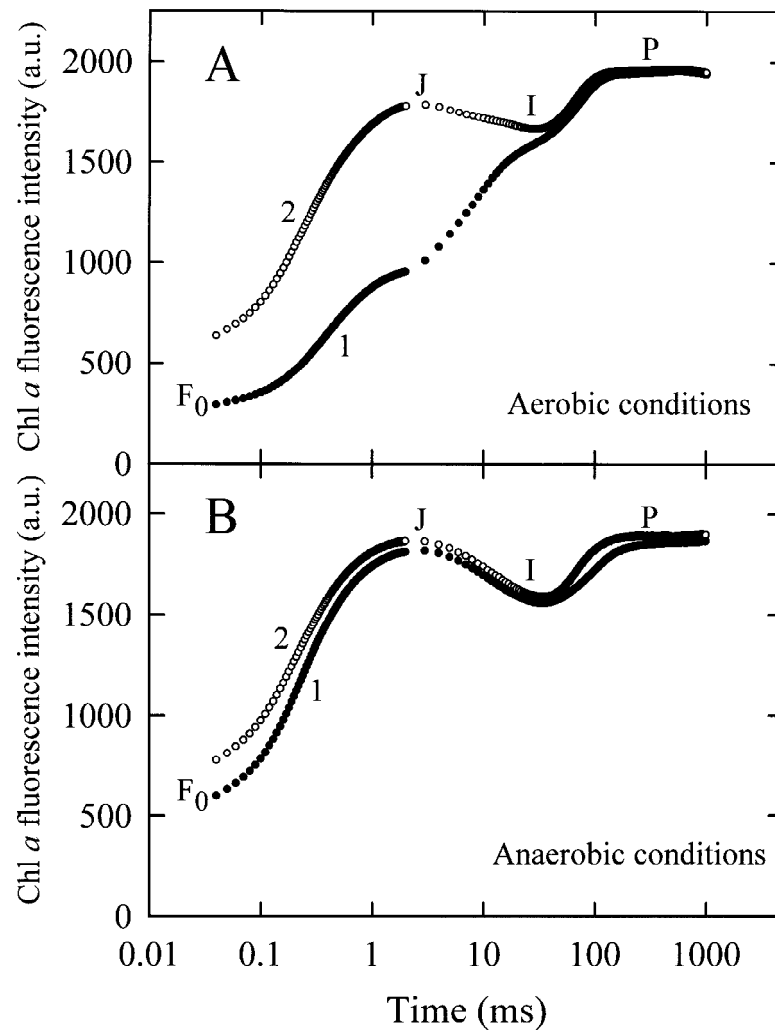 Chl a fluorescence intensity (a.u.)
2000
1500
1000
500
0
A
J
I
P
2
1
F0
Aerobic conditions
Chl a fluorescence intensity (a.u.)
2000
1500
1000
500
0
B
J
I
P
2
1
F0
Anaerobic conditions
0.01 0.1 1 10 100 1000
Time (ms)